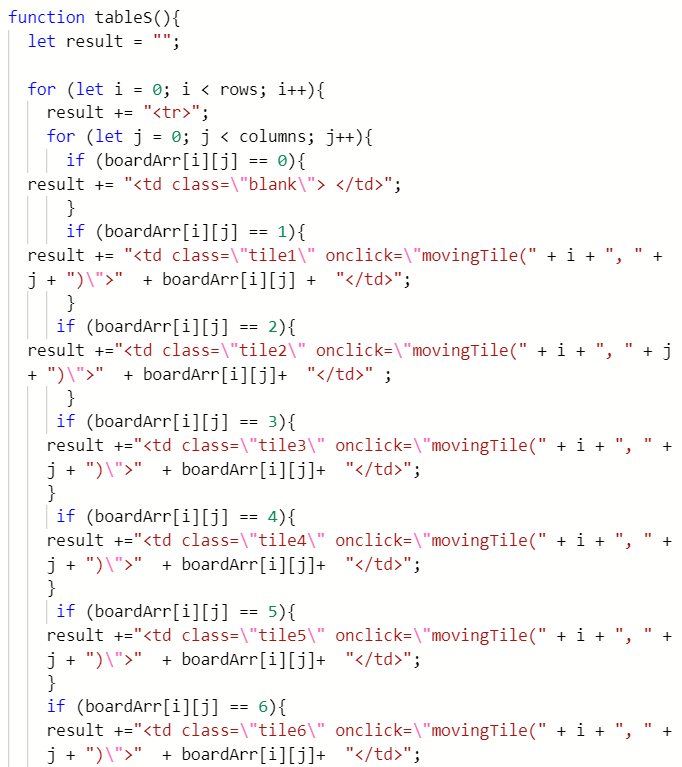 function tableS(){
let result = "";
for (let i = 0; i < rows; i++){
result += "<tr>";
for (let j = 0; j < columns; j++){
if (boardArr[i][j] == 0){
result += "<td class=\"blank\"> </td>";
}
if (boardArr[i][j] == 1){
result += "<td class=\"tile1\" onclick=\"movingTile(" + i + ", " +
j + ")\">"  + boardArr[i][j] +  "</td>";
}
if (boardArr[i][j] == 2){
result +="<td class=\"tile2\" onclick=\"movingTile(" + i + ", " + j
+ ")\">"  + boardArr[i][j]+  "</td>" ;
}
if (boardArr[i][j] == 3){
result +="<td class=\"tile3\" onclick=\"movingTile(" + i + ", " +
j + ")\">"  + boardArr[i][j]+  "</td>";
}
if (boardArr[i][j] == 4){
result +="<td class=\"tile4\" onclick=\"movingTile(" + i + ", " +
j + ")\">"  + boardArr[i][j]+  "</td>";
}
if (boardArr[i][j] == 5){
result +="<td class=\"tile5\" onclick=\"movingTile(" + i + ", " +
j + ")\">"  + boardArr[i][j]+  "</td>";
}
if (boardArr[i][j] == 6){
result +="<td class=\"tile6\" onclick=\"movingTile(" + i + ", " +
j + ")\">"  + boardArr[i][j]+  "</td>";